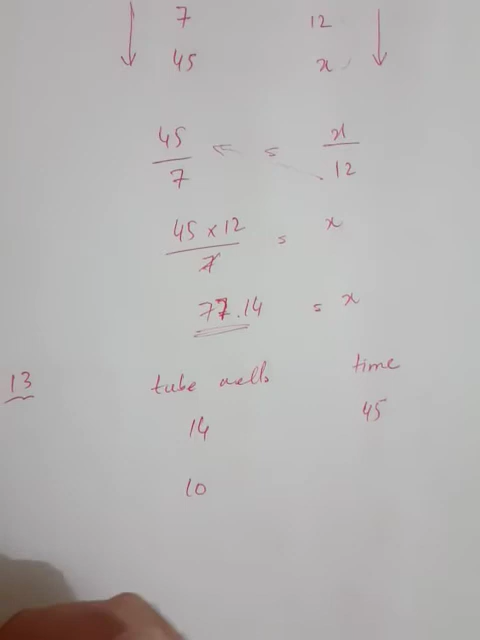 7 12
45 x
45/7 = x/12
45 × 12/7 = x
77.14 = x
13 tube wells time
14 45
10